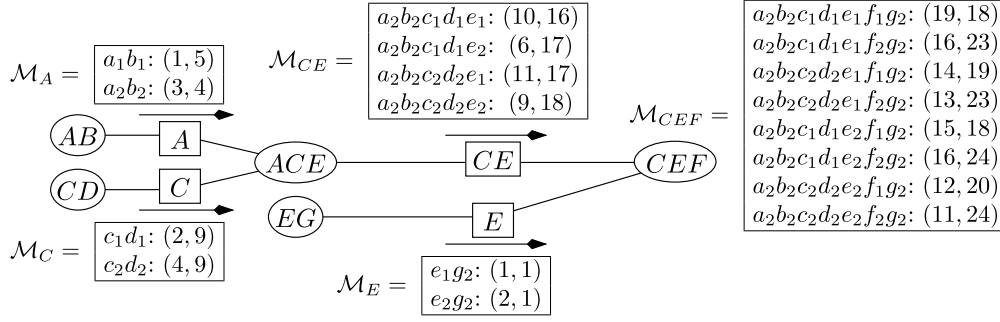 M_A =
a₁b₁: (1, 5)
a₂b₂: (3, 4)
M_CE =
a₂b₂c₁d₁e₁: (10, 16)
a₂b₂c₁d₁e₂: (6, 17)
a₂b₂c₂d₂e₁: (11, 17)
a₂b₂c₂d₂e₂: (9, 18)
M_CEF =
a₂b₂c₁d₁e₁f₁g₂: (19, 18)
a₂b₂c₁d₁e₁f₂g₂: (16, 23)
a₂b₂c₂d₂e₁f₁g₂: (14, 19)
a₂b₂c₂d₂e₁f₂g₂: (13, 23)
a₂b₂c₁d₁e₂f₁g₂: (15, 18)
a₂b₂c₁d₁e₂f₂g₂: (16, 24)
a₂b₂c₂d₂e₂f₁g₂: (12, 20)
a₂b₂c₂d₂e₂f₂g₂: (11, 24)
AB
A
ACE
CE
CEF
CD
C
EG
E
M_C =
c₁d₁: (2, 9)
c₂d₂: (4, 9)
M_E =
e₁g₂: (1, 1)
e₂g₂: (2, 1)